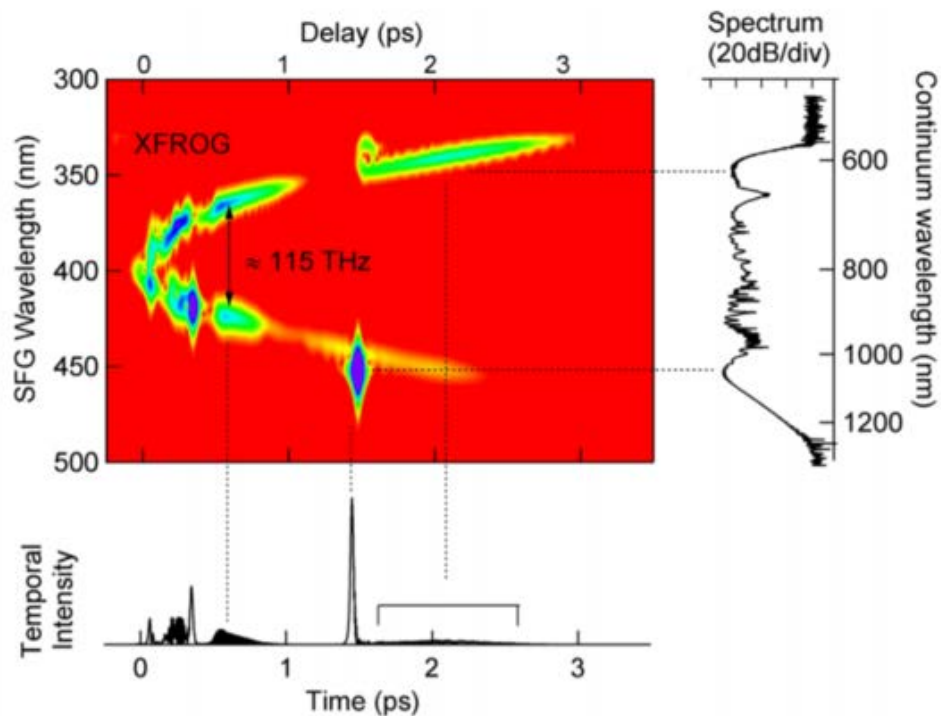 Delay (ps)
0 1 2 3
Spectrum
(20dB/div)
300
350
400
450
500
SFG Wavelength (nm)
XFROG
≈ 115 THz
600
800
1000
1200
Continuum wavelength (nm)
Temporal
Intensity
0 1 2 3
Time (ps)